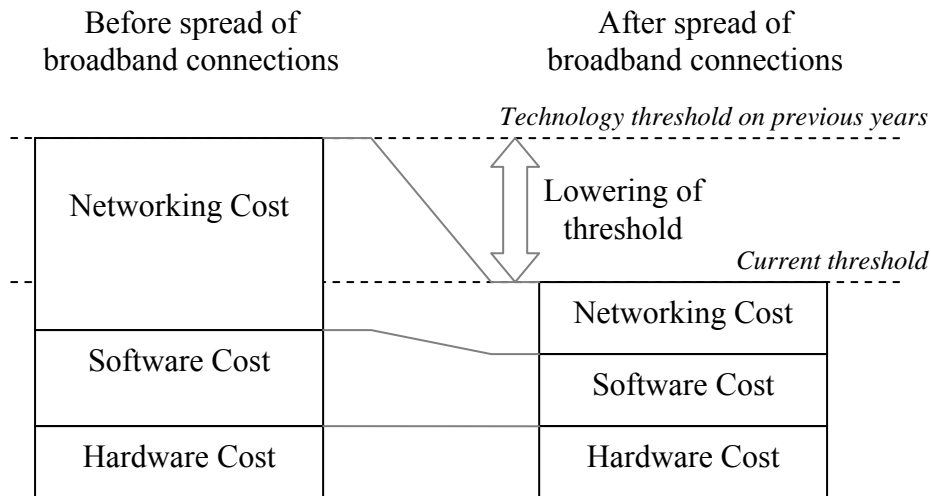 Before spread of
broadband connections
After spread of
broadband connections
Technology threshold on previous years
Networking Cost
Lowering of
threshold
Current threshold
Networking Cost
Software Cost
Software Cost
Hardware Cost
Hardware Cost